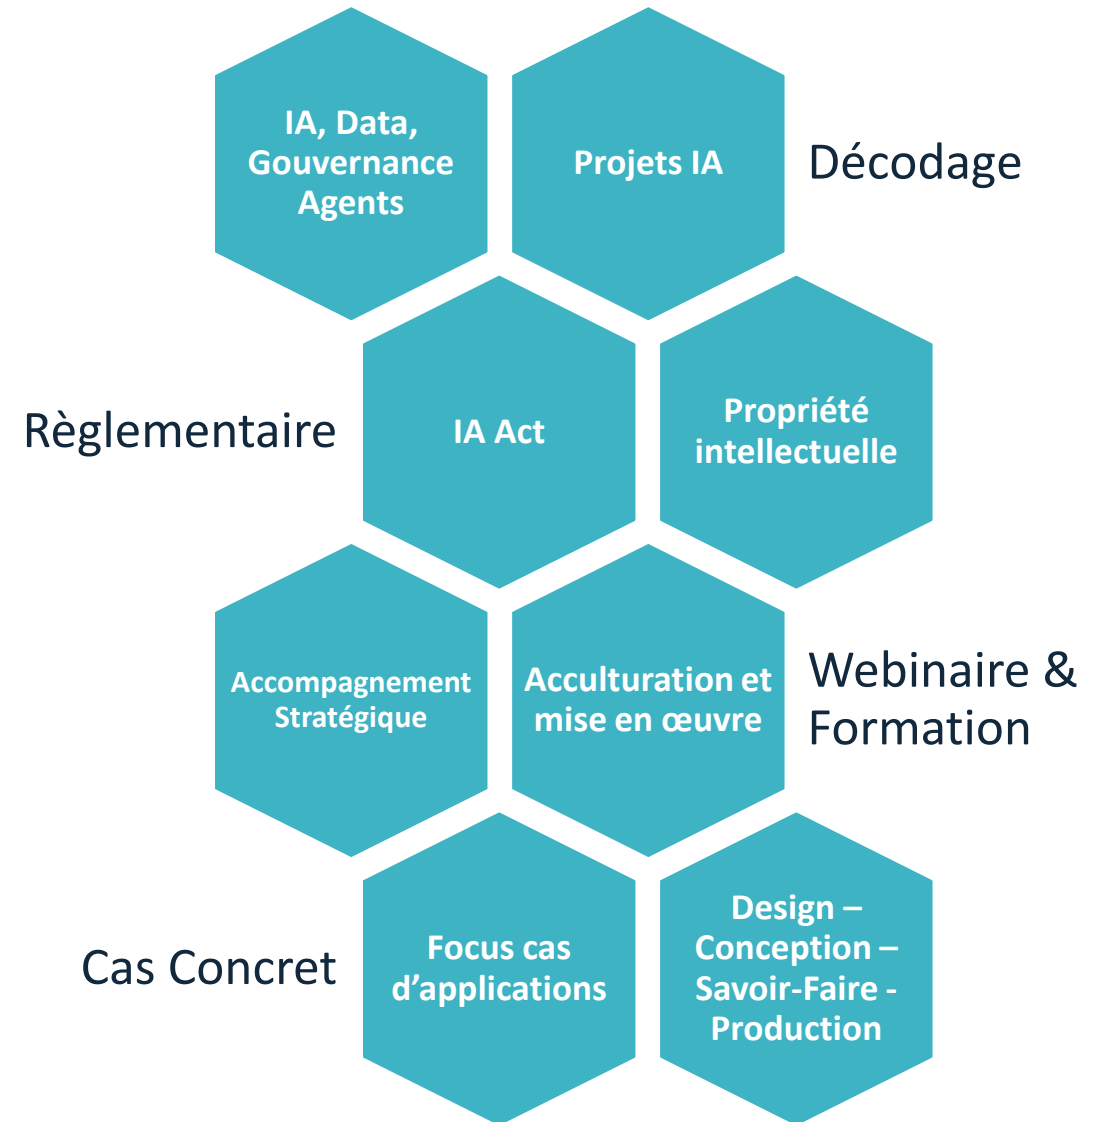 IA, Data,
Gouvernance
Agents
Projets IA
Décodage
Règlementaire
IA Act
Propriété
intellectuelle
Accompagnement
Stratégique
Acculturation et
mise en œuvre
Webinaire &
Formation
Cas Concret
Focus cas
d’applications
Design –
Conception –
Savoir-Faire -
Production